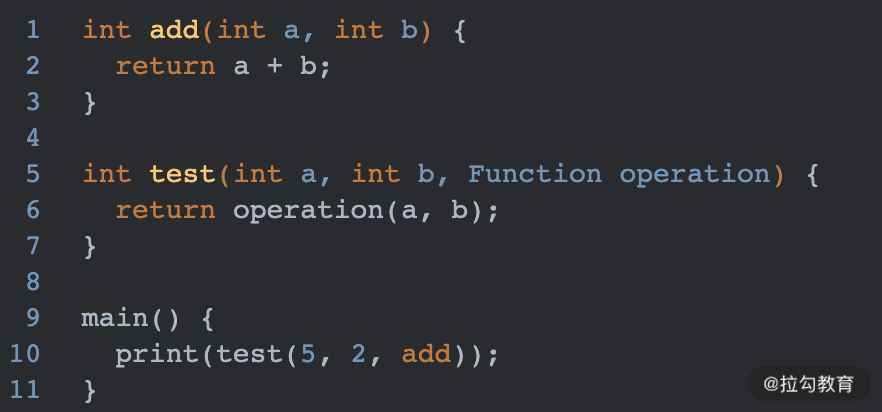 1 int add(int a, int b) {
2   return a + b;
3 }
4
5 int test(int a, int b, Function operation) {
6   return operation(a, b);
7 }
8
9 main() {
10   print(test(5, 2, add));
11 }
@拉勾教育